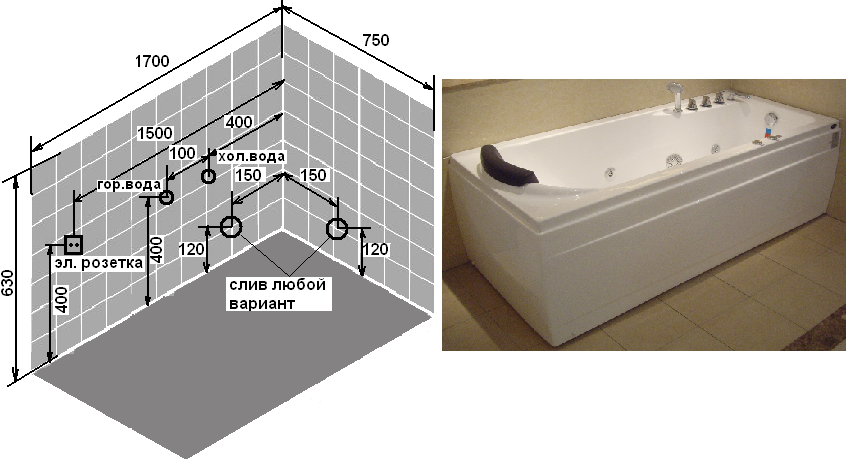 1700
750
1500
400
100
хол.вода
гор.вода
150
150
эл. розетка
400
120
120
630
400
слив любой
вариант